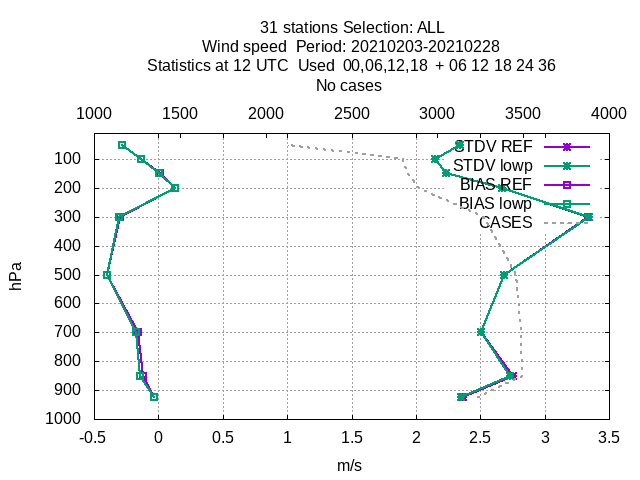 31 stations Selection: ALL
Wind speed  Period: 20210203-20210228
Statistics at 12 UTC  Used  00,06,12,18  + 06 12 18 24 36
No cases
1000 1500 2000 2500 3000 3500 4000
STDV REF
STDV lowp
BIAS REF
BIAS lowp
CASES
100
200
300
400
500
600
700
800
900
1000
hPa
-0.5 0 0.5 1 1.5 2 2.5 3 3.5
m/s